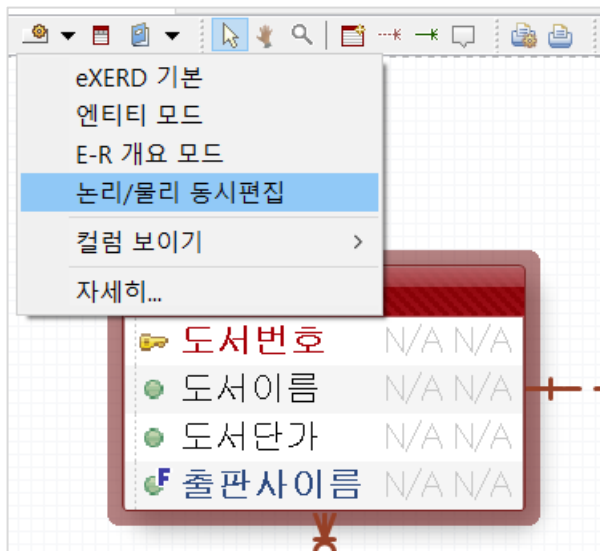 eXERD 기본
엔티티 모드
E-R 개요 모드
논리/물리 동시편집
컬럼 보이기
자세히...
도서번호 N/A N/A
도서이름 N/A N/A
도서단가 N/A N/A
F 출판사이름 N/A N/A